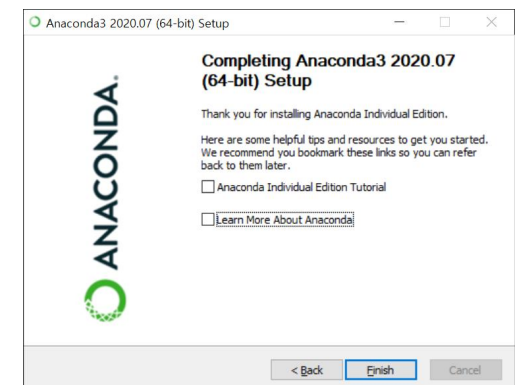 Anaconda3 2020.07 (64-bit) Setup
ANACONDA.
Completing Anaconda3 2020.07
(64-bit) Setup
Thank you for installing Anaconda Individual Edition.
Here are some helpful tips and resources to get you started.
We recommend you bookmark these links so you can refer
back to them later.
Anaconda Individual Edition Tutorial
Learn More About Anaconda
< Back
Finish
Cancel